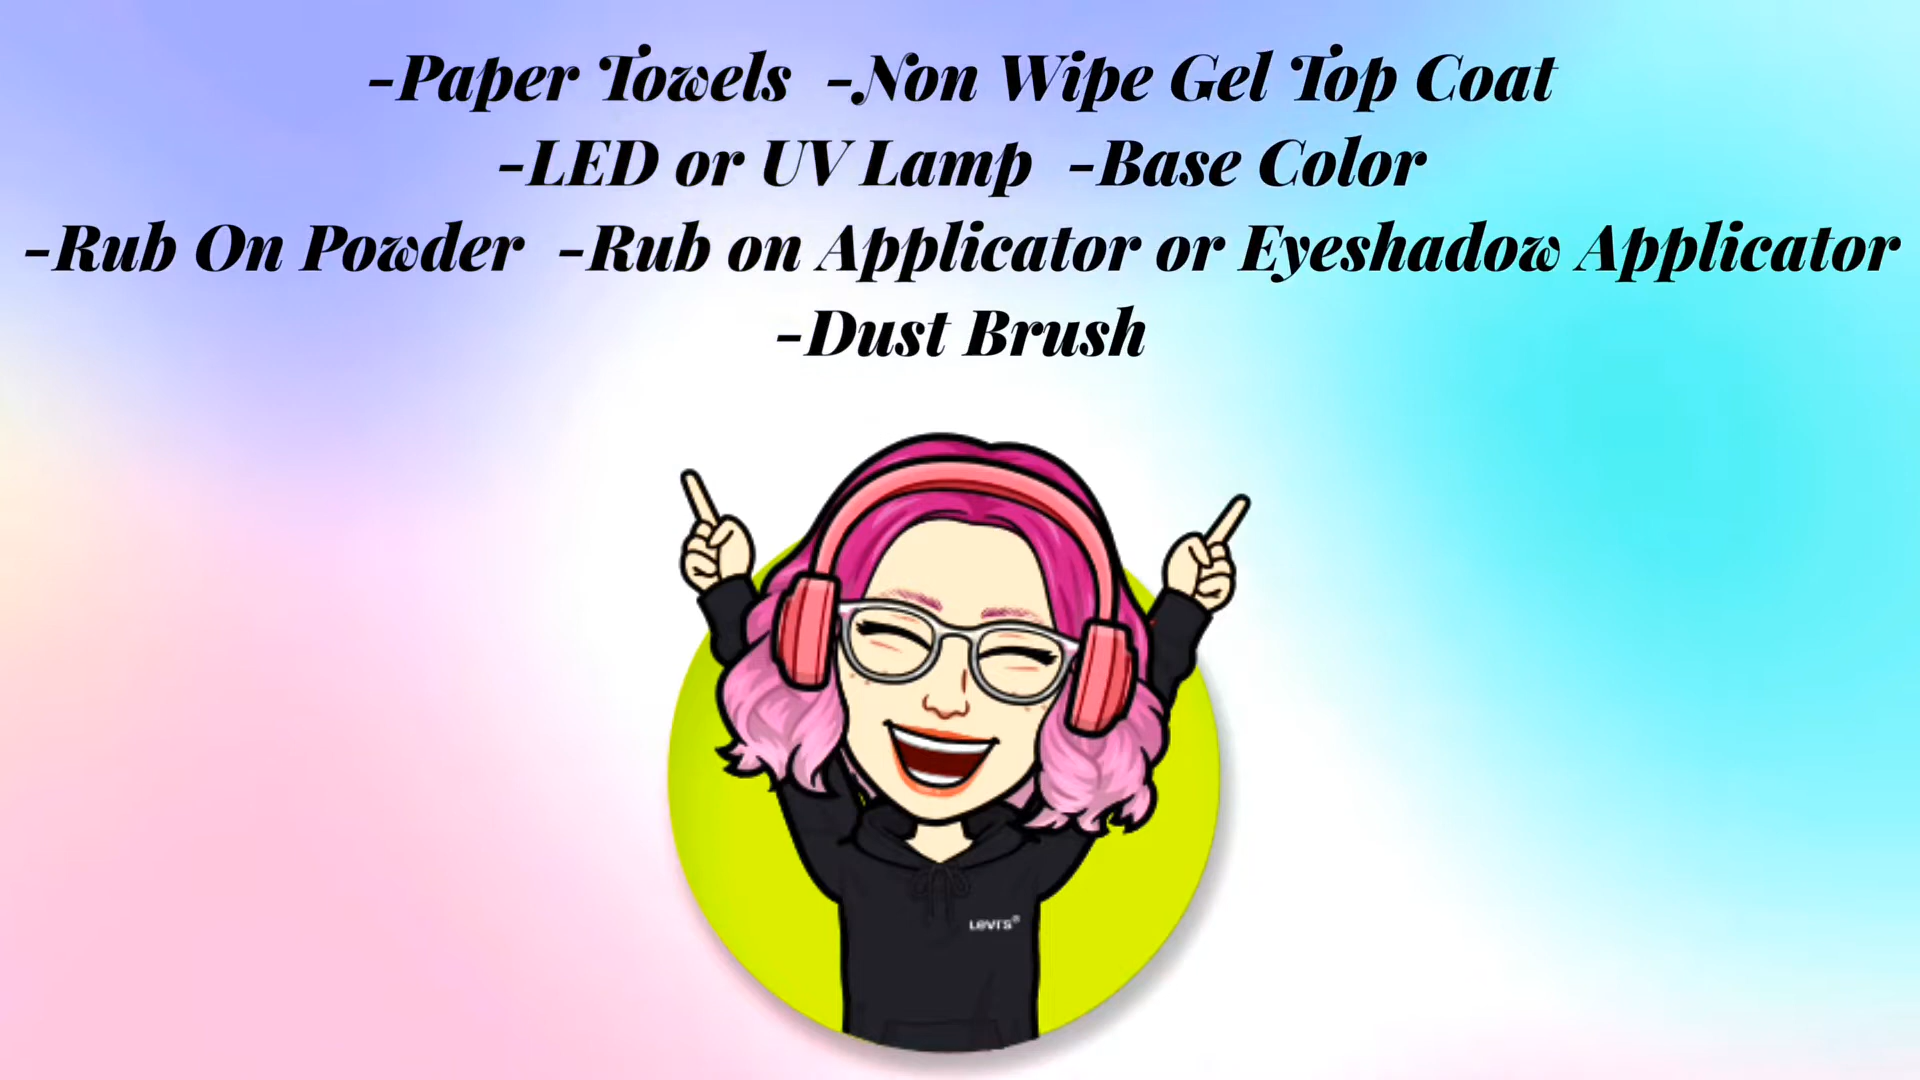 -Paper Towels -Non Wipe Gel Top Coat
-LED or UV Lamp -Base Color
-Rub On Powder -Rub on Applicator or Eyeshadow Applicator
-Dust Brush
Levi's®